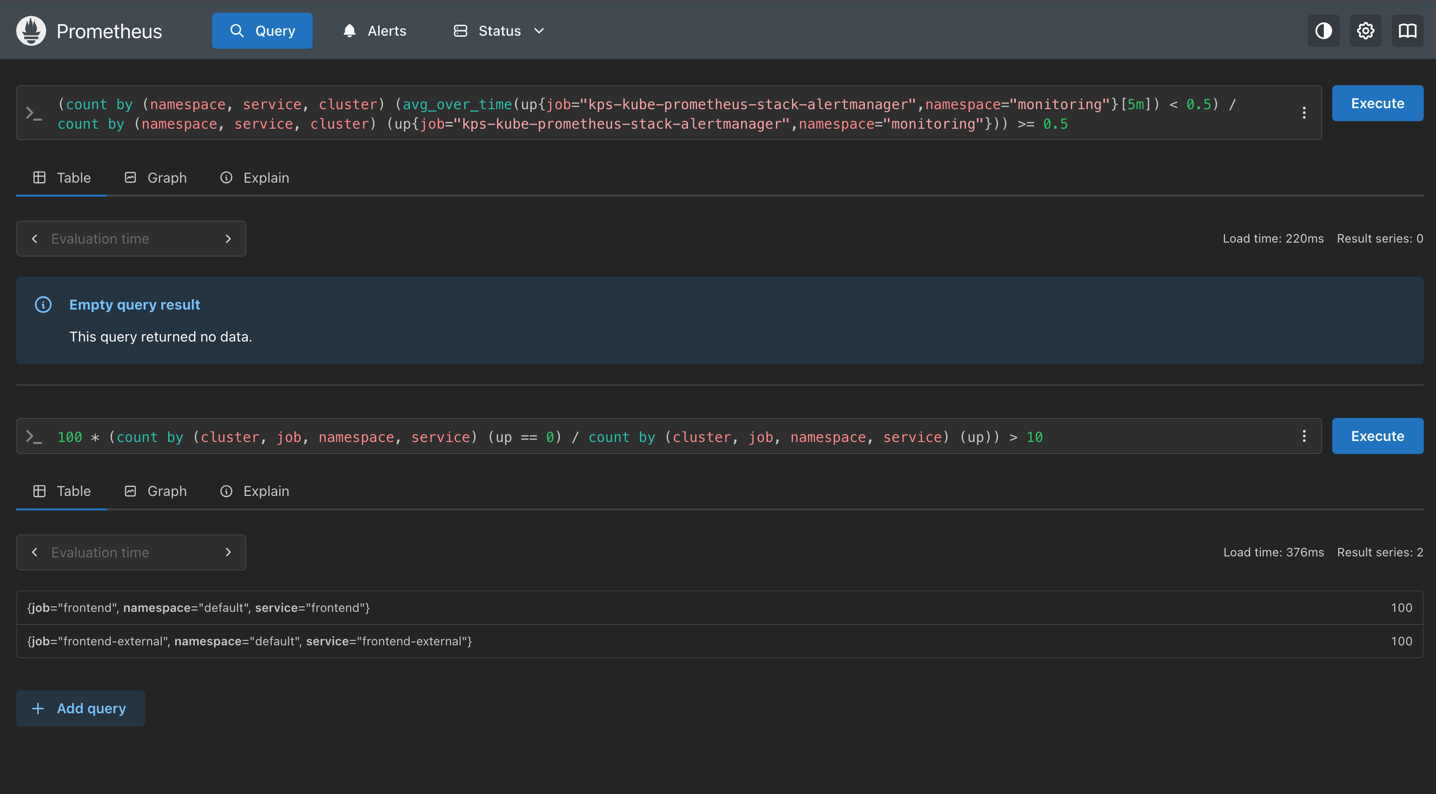 Prometheus
Query
Alerts
Status
(count by (namespace, service, cluster) (avg_over_time(up{job="kps-kube-prometheus-stack-alertmanager",namespace="monitoring"}[5m]) < 0.5) /
count by (namespace, service, cluster) (up{job="kps-kube-prometheus-stack-alertmanager",namespace="monitoring"})) >= 0.5
Execute
Table
Graph
Explain
Evaluation time
Load time: 220ms Result series: 0
Empty query result
This query returned no data.
100 * (count by (cluster, job, namespace, service) (up == 0) / count by (cluster, job, namespace, service) (up)) > 10
Execute
Table
Graph
Explain
Evaluation time
Load time: 376ms Result series: 2
{job="frontend", namespace="default", service="frontend"} 100
{job="frontend-external", namespace="default", service="frontend-external"} 100
Add query